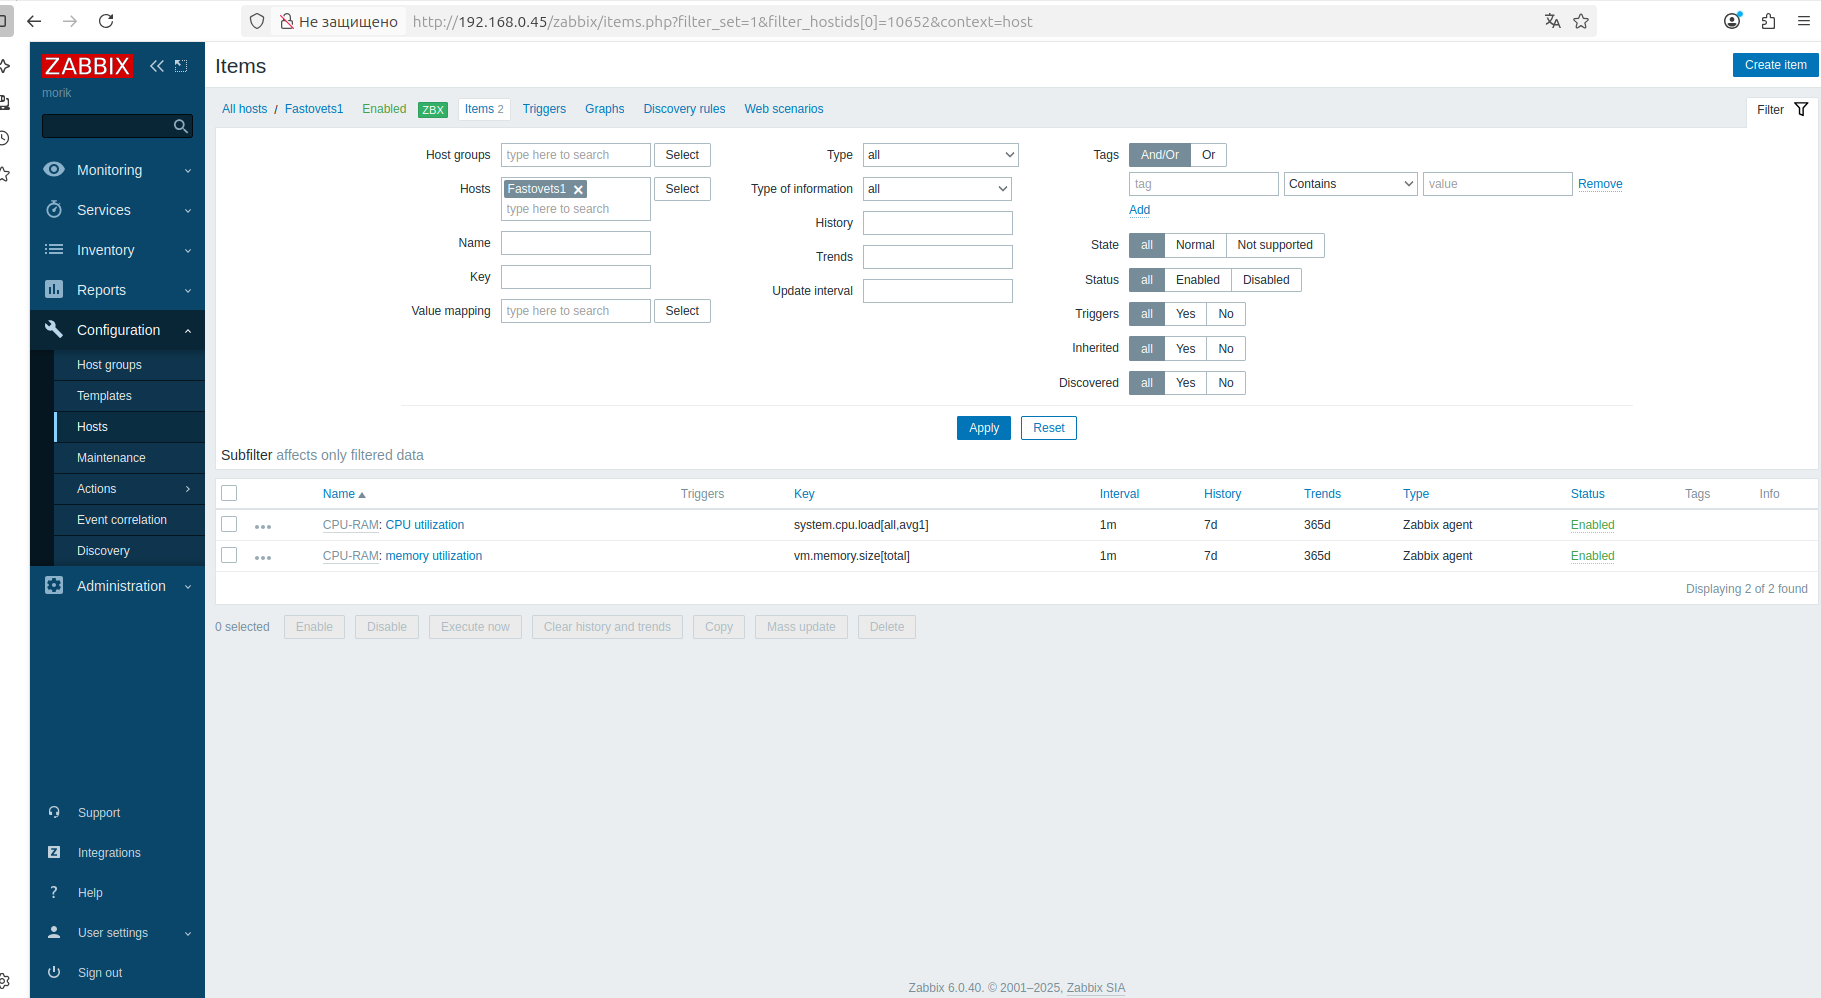 Не защищено http://192.168.0.45/zabbix/items.php?filter_set=1&filter_hostids[0]=10652&context=host
ZABBIX
morik
Monitoring
Services
Inventory
Reports
Configuration
Host groups
Templates
Hosts
Maintenance
Actions
Event correlation
Discovery
Administration
Support
Integrations
Help
User settings
Sign out
Items
Create item
All hosts / Fastovets1 Enabled ZBX Items 2 Triggers Graphs Discovery rules Web scenarios
Filter
Host groups type here to search Select
Hosts Fastovets1 Select
type here to search
Name
Key
Value mapping type here to search Select
Type all
Type of information all
History
Trends
Update interval
Tags And/Or Or
tag Contains value Remove
Add
State all Normal Not supported
Status all Enabled Disabled
Triggers all Yes No
Inherited all Yes No
Discovered all Yes No
Apply Reset
Subfilter affects only filtered data
Name Triggers Key Interval History Trends Type Status Tags Info
CPU-RAM: CPU utilization system.cpu.load[all,avg1] 1m 7d 365d Zabbix agent Enabled
CPU-RAM: memory utilization vm.memory.size[total] 1m 7d 365d Zabbix agent Enabled
Displaying 2 of 2 found
0 selected Enable Disable Execute now Clear history and trends Copy Mass update Delete
Zabbix 6.0.40. © 2001–2025, Zabbix SIA